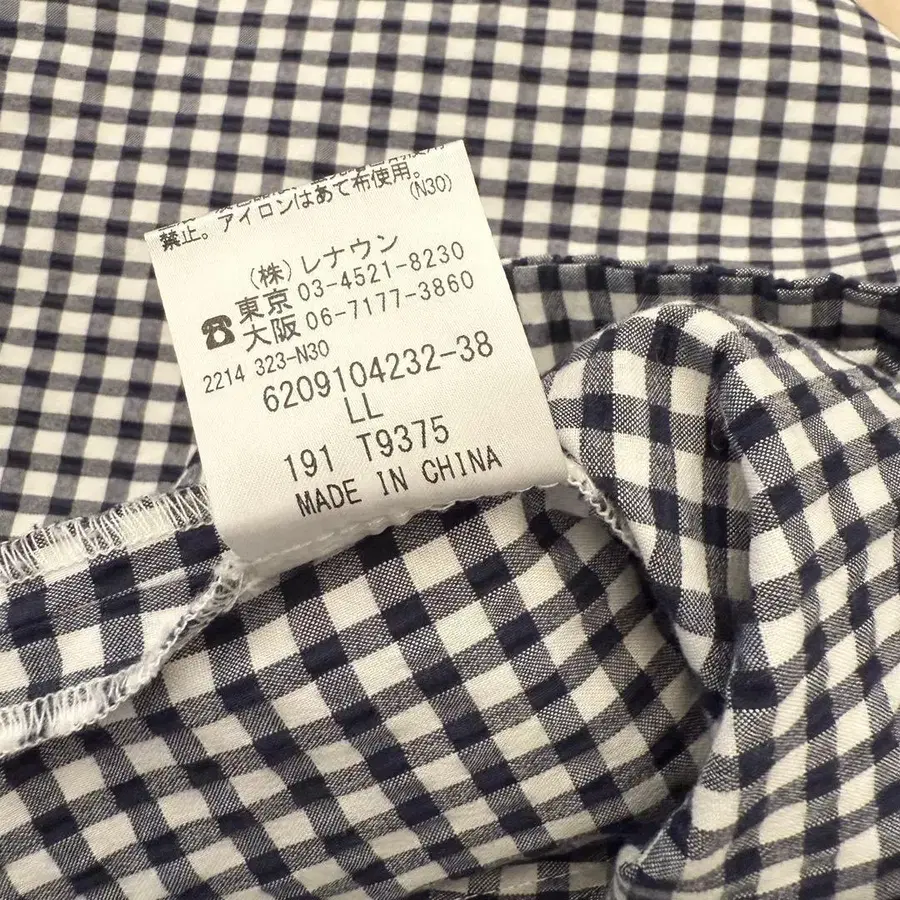 禁止。アイロンはあて布使用。
(N30)
(株)レナウン
☎東京 03-4521-8230
大阪 06-7177-3860
2214 323-N30
6209104232-38
LL
191 T9375
MADE IN CHINA